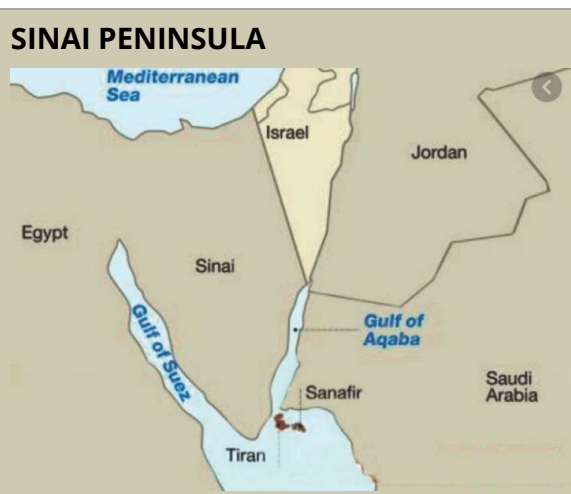 SINAI PENINSULA
Mediterranean
Sea
Israel
Jordan
Egypt
Sinai
Gulf of Suez
Gulf of
Aqaba
Sanafir
Saudi
Arabia
Tiran